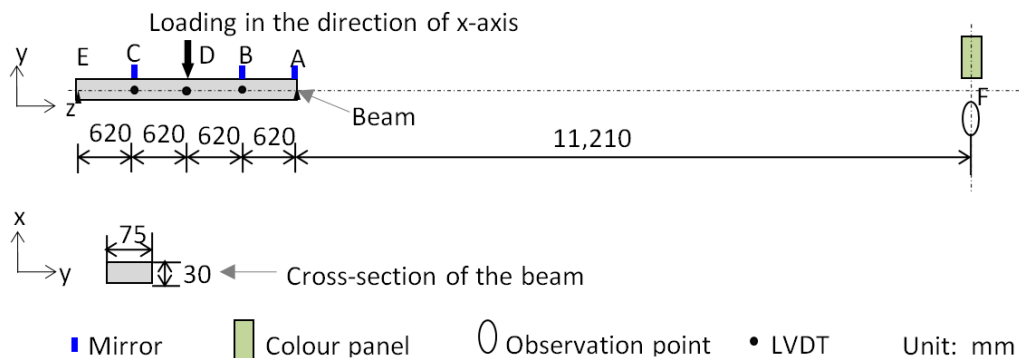 Loading in the direction of x-axis
y E C D B A
F
z
Beam
620 620 620 620 11,210
x
75
y 30 Cross-section of the beam
Mirror Colour panel Observation point LVDT Unit: mm